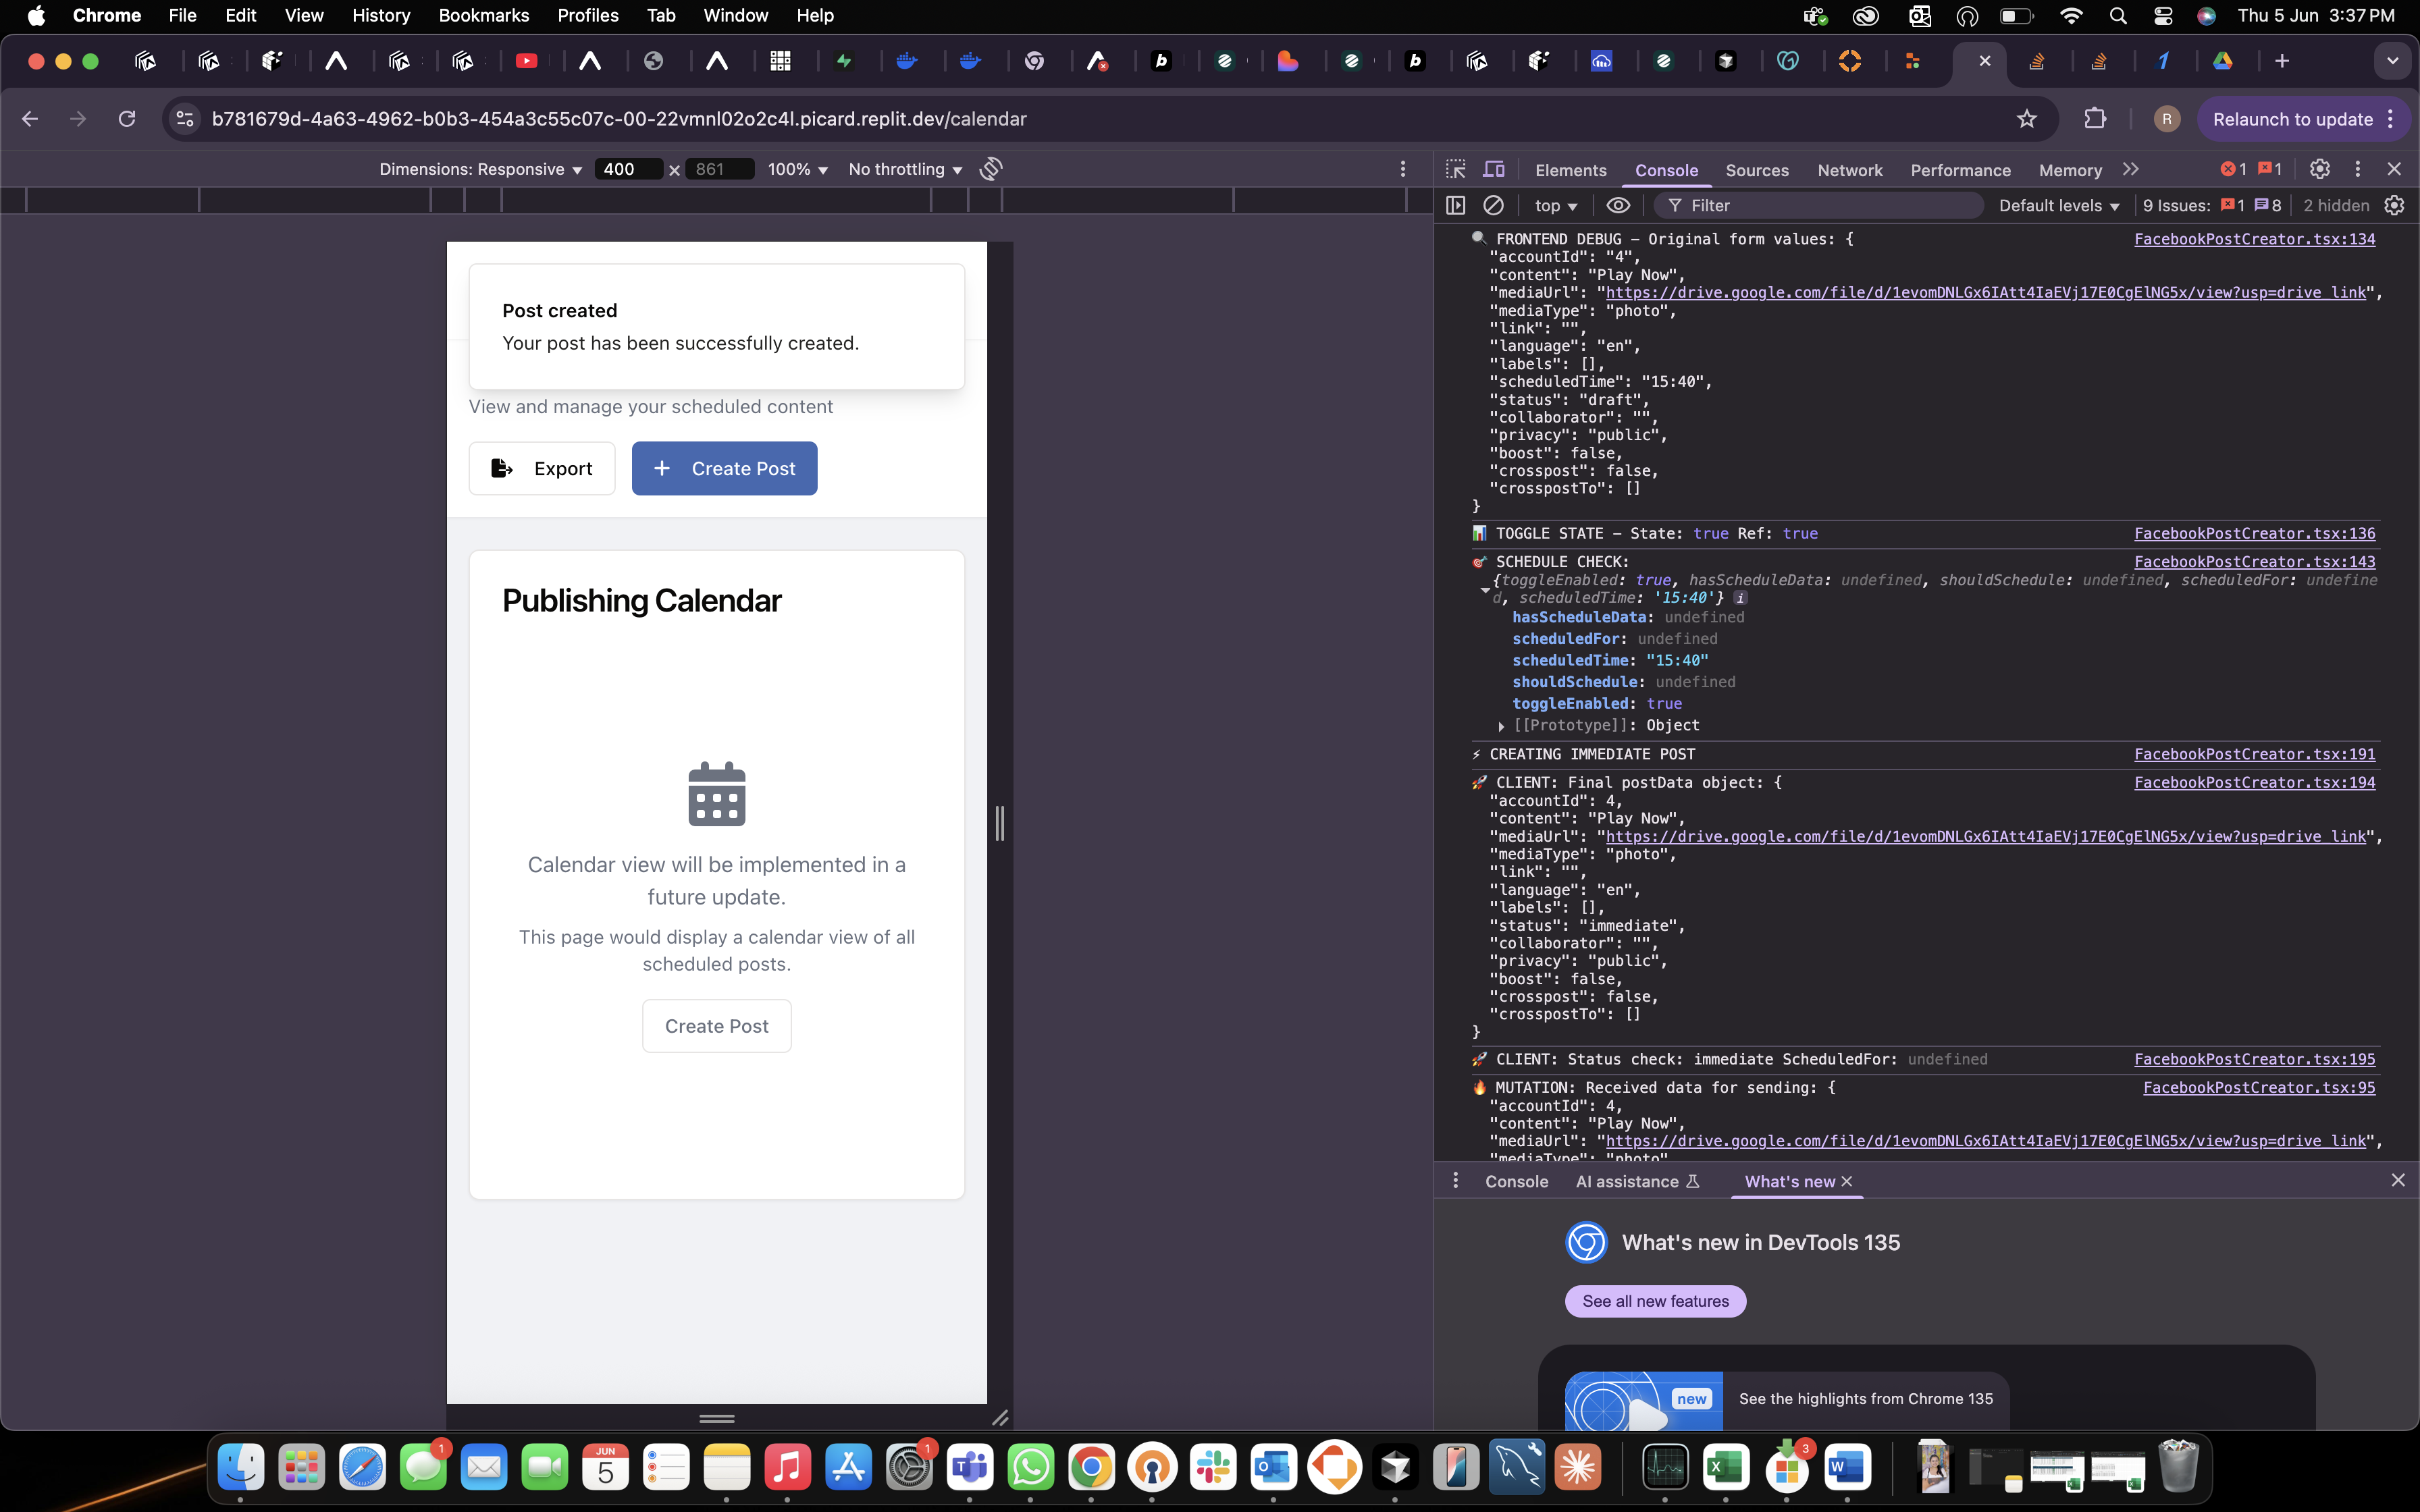 Chrome File Edit View History Bookmarks Profiles Tab Window Help Thu 5 Jun 3:37 PM
b781679d-4a63-4962-b0b3-454a3c55c07c-00-22vmnl02o2c4l.picard.replit.dev/calendar
R
Relaunch to update
Dimensions: Responsive 400 × 861 100% No throttling
Post created
Your post has been successfully created.
View and manage your scheduled content
Export
+ Create Post
Publishing Calendar
Calendar view will be implemented in a
future update.
This page would display a calendar view of all
scheduled posts.
Create Post
Elements Console Sources Network Performance Memory 1 1
top Filter Default levels 9 Issues: 1 8 2 hidden
🔍 FRONTEND DEBUG – Original form values: { FacebookPostCreator.tsx:134
"accountId": "4",
"content": "Play Now",
"mediaUrl": "https://drive.google.com/file/d/1evomDNLGx6IAtt4IaEVj17E0CgElNG5x/view?usp=drive_link",
"mediaType": "photo",
"link": "",
"language": "en",
"labels": [],
"scheduledTime": "15:40",
"status": "draft",
"collaborator": "",
"privacy": "public",
"boost": false,
"crosspost": false,
"crosspostTo": []
}
📊 TOGGLE STATE – State: true Ref: true FacebookPostCreator.tsx:136
🎯 SCHEDULE CHECK: FacebookPostCreator.tsx:143
{toggleEnabled: true, hasScheduleData: undefined, shouldSchedule: undefined, scheduledFor: undefine
d, scheduledTime: '15:40'} i
hasScheduleData: undefined
scheduledFor: undefined
scheduledTime: "15:40"
shouldSchedule: undefined
toggleEnabled: true
[[Prototype]]: Object
⚡ CREATING IMMEDIATE POST FacebookPostCreator.tsx:191
🚀 CLIENT: Final postData object: { FacebookPostCreator.tsx:194
"accountId": 4,
"content": "Play Now",
"mediaUrl": "https://drive.google.com/file/d/1evomDNLGx6IAtt4IaEVj17E0CgElNG5x/view?usp=drive_link",
"mediaType": "photo",
"link": "",
"language": "en",
"labels": [],
"status": "immediate",
"collaborator": "",
"privacy": "public",
"boost": false,
"crosspost": false,
"crosspostTo": []
}
🚀 CLIENT: Status check: immediate ScheduledFor: undefined FacebookPostCreator.tsx:195
🔥 MUTATION: Received data for sending: { FacebookPostCreator.tsx:95
"accountId": 4,
"content": "Play Now",
"mediaUrl": "https://drive.google.com/file/d/1evomDNLGx6IAtt4IaEVj17E0CgElNG5x/view?usp=drive_link",
"mediaType": "photo"
Console AI assistance What's new
What's new in DevTools 135
See all new features
new
See the highlights from Chrome 135
1
JUN
5
1
3